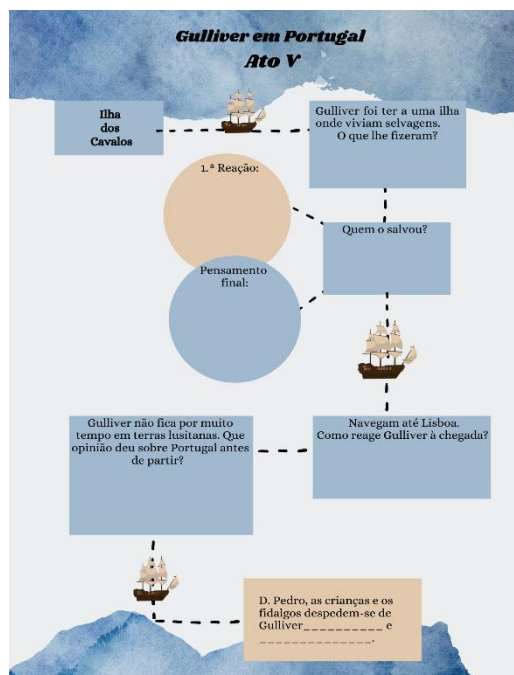 Gulliver em Portugal
Ato V
Ilha
dos
Cavalos
Gulliver foi ter a uma ilha
onde viviam selvagens.
O que lhe fizeram?
1.ª Reação:
Quem o salvou?
Pensamento
final:
Gulliver não fica por muito
tempo em terras lusitanas. Que
opinião deu sobre Portugal antes
de partir?
Navegam até Lisboa.
Como reage Gulliver à chegada?
D. Pedro, as crianças e os
fidalgos despedem-se de
Gulliver__________ e
______________.